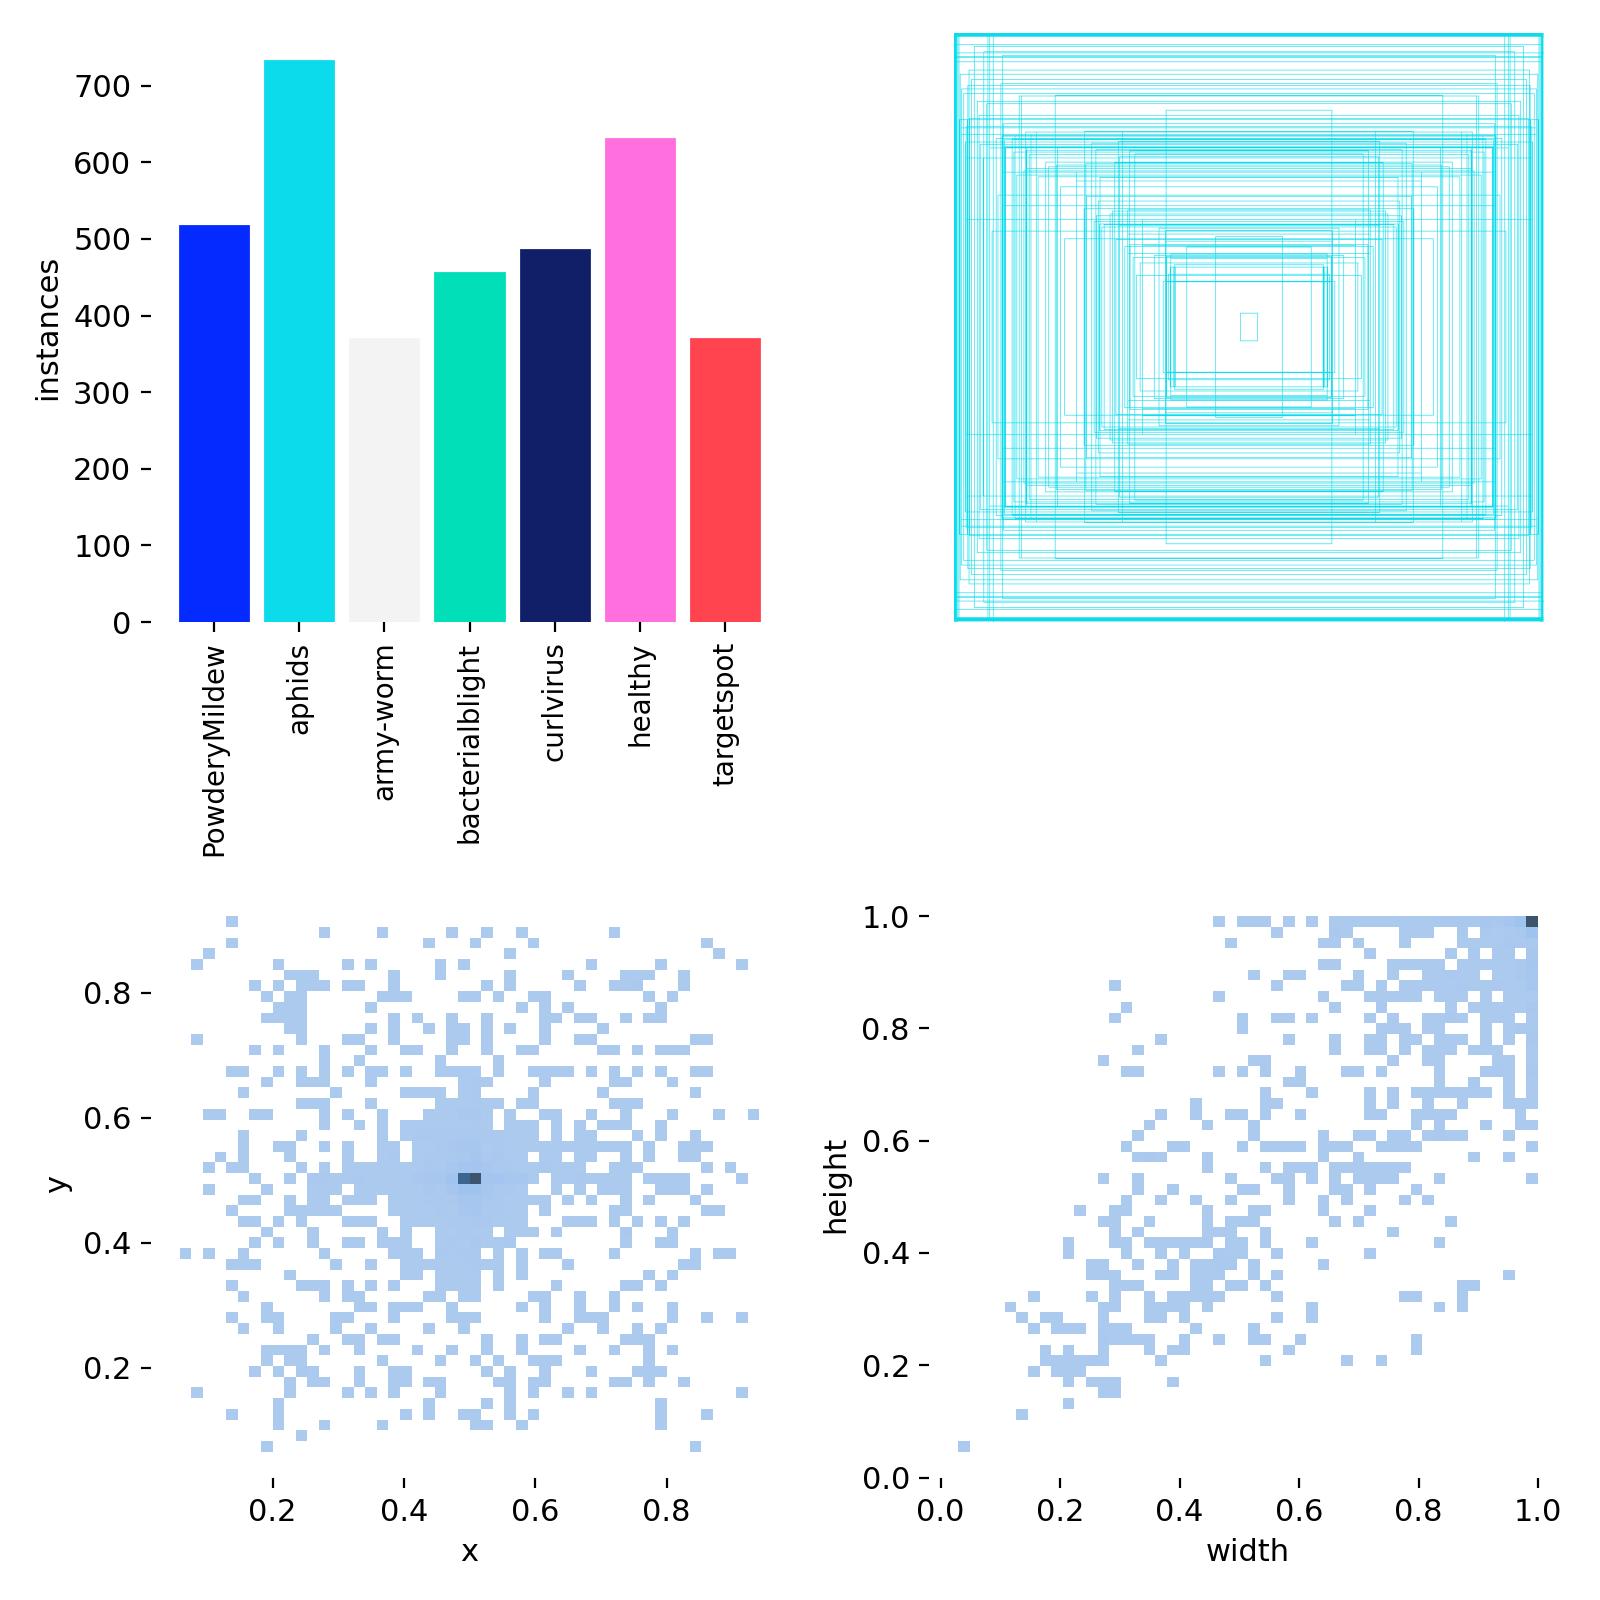 700
600
500
400
300
200
100
0
instances
PowderyMildew
aphids
army-worm
bacterialblight
curlvirus
healthy
targetspot
0.8
0.6
0.4
0.2
y
0.2 0.4 0.6 0.8
x
1.0
0.8
0.6
0.4
0.2
0.0
height
0.0 0.2 0.4 0.6 0.8 1.0
width